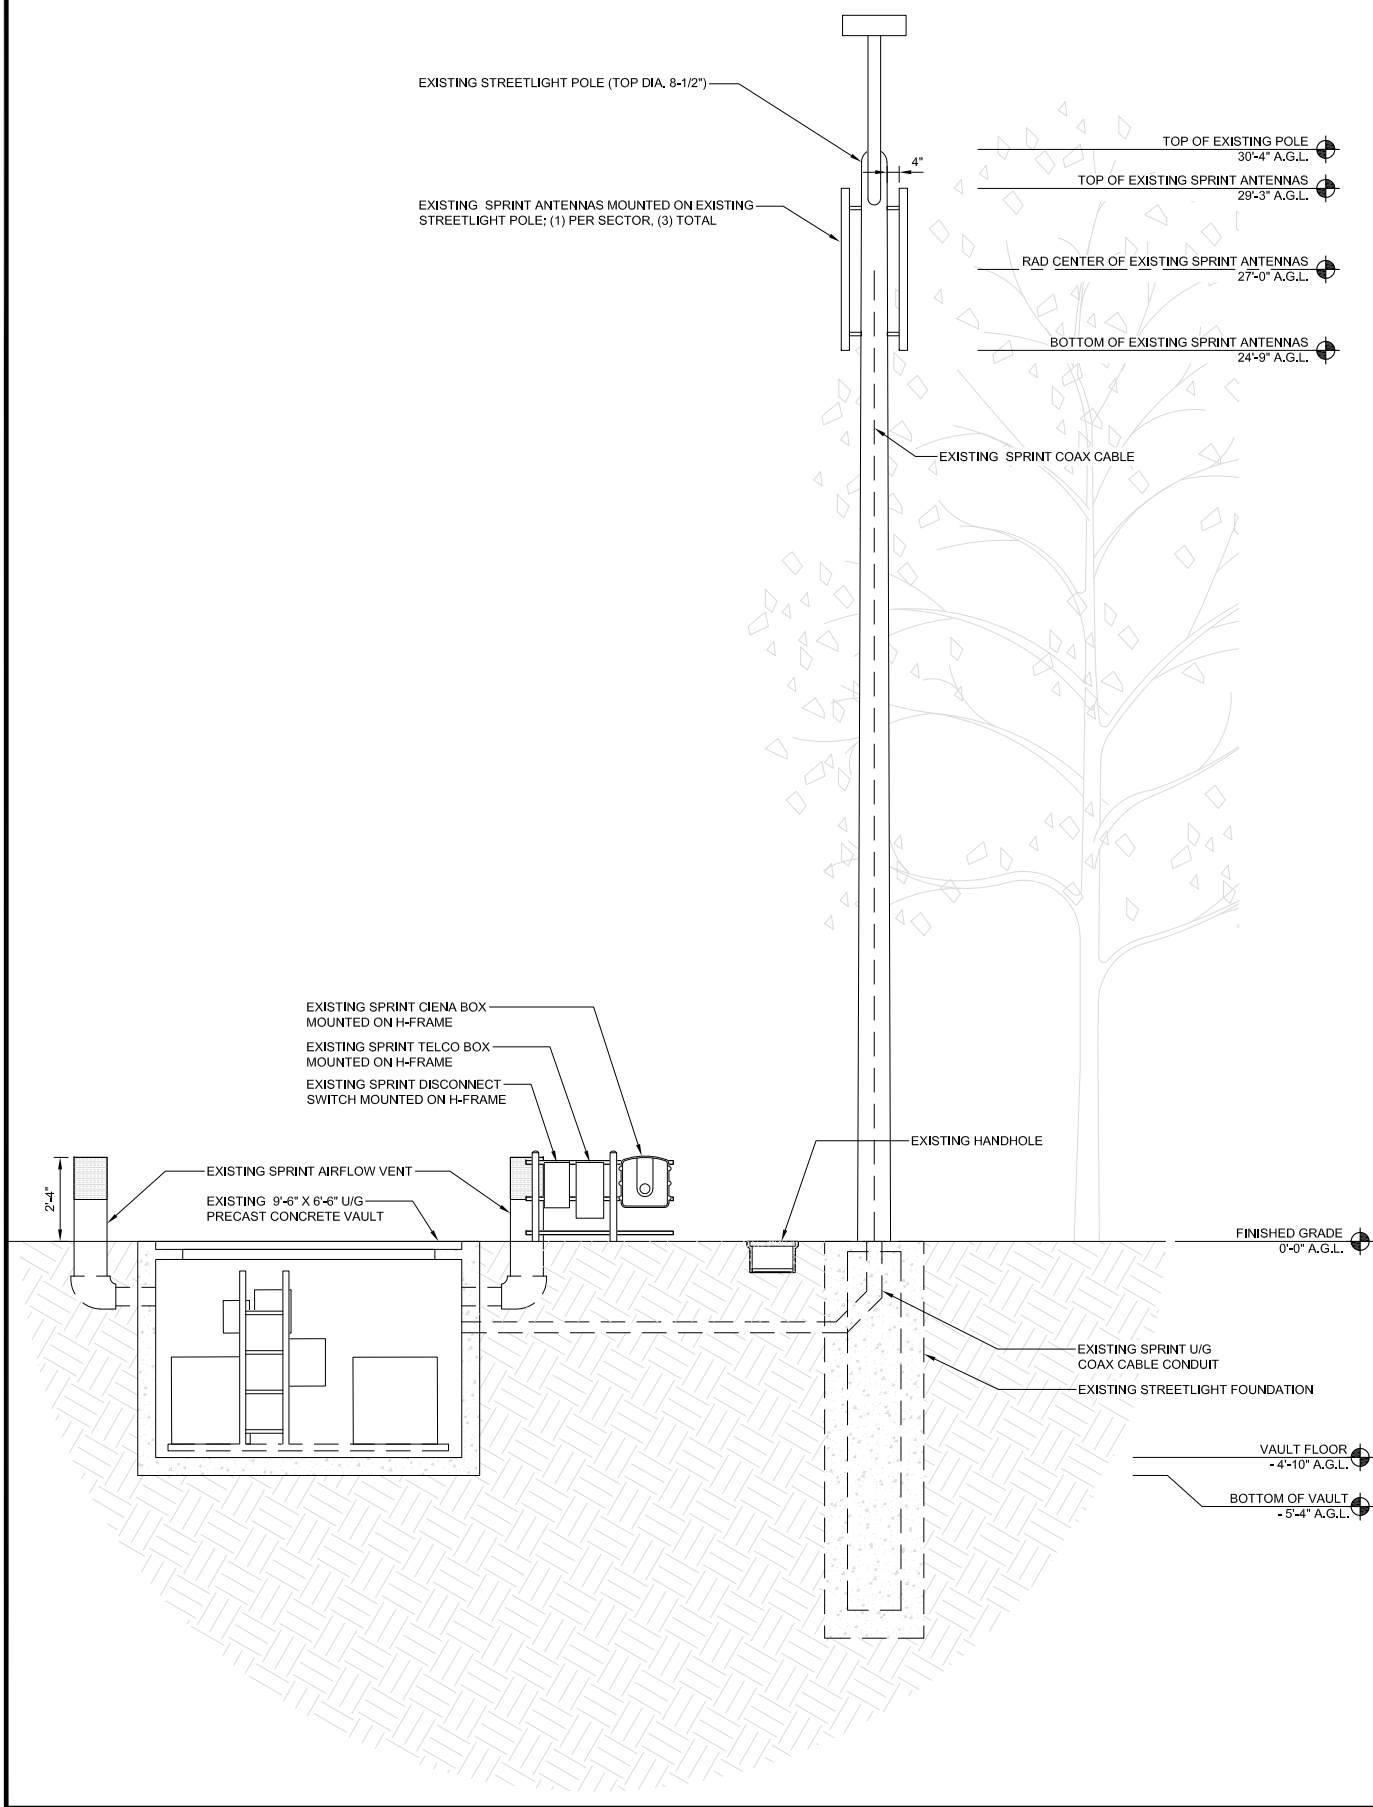 EXISTING STREETLIGHT POLE (TOP DIA. 8-1/2")
TOP OF EXISTING POLE
30'-4" A.G.L.
4"
TOP OF EXISTING SPRINT ANTENNAS
29'-3" A.G.L.
EXISTING SPRINT ANTENNAS MOUNTED ON EXISTING
STREETLIGHT POLE; (1) PER SECTOR, (3) TOTAL
RAD CENTER OF EXISTING SPRINT ANTENNAS
27'-0" A.G.L.
BOTTOM OF EXISTING SPRINT ANTENNAS
24'-9" A.G.L.
EXISTING SPRINT COAX CABLE
EXISTING SPRINT CIENA BOX
MOUNTED ON H-FRAME
EXISTING SPRINT TELCO BOX
MOUNTED ON H-FRAME
EXISTING SPRINT DISCONNECT
SWITCH MOUNTED ON H-FRAME
EXISTING HANDHOLE
EXISTING SPRINT AIRFLOW VENT
2'-4"
EXISTING 9'-6" X 6'-6" U/G
PRECAST CONCRETE VAULT
FINISHED GRADE
0'-0" A.G.L.
EXISTING SPRINT U/G
COAX CABLE CONDUIT
EXISTING STREETLIGHT FOUNDATION
VAULT FLOOR
- 4'-10" A.G.L.
BOTTOM OF VAULT
- 5'-4" A.G.L.